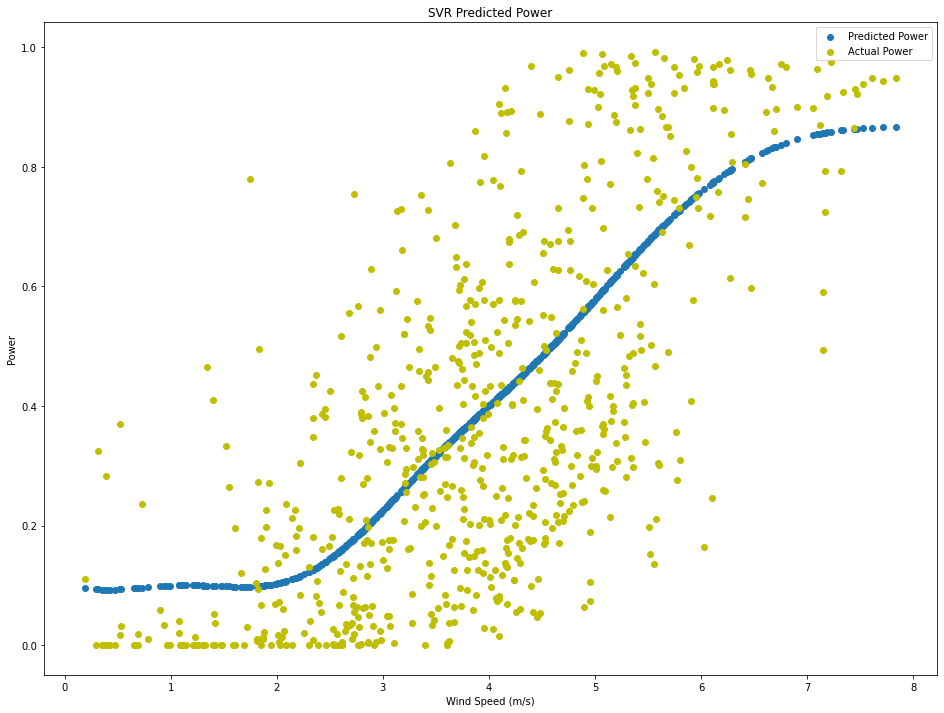 SVR Predicted Power
Predicted Power
Actual Power
1.0
0.8
0.6
0.4
0.2
0.0
Power
0 1 2 3 4 5 6 7 8
Wind Speed (m/s)